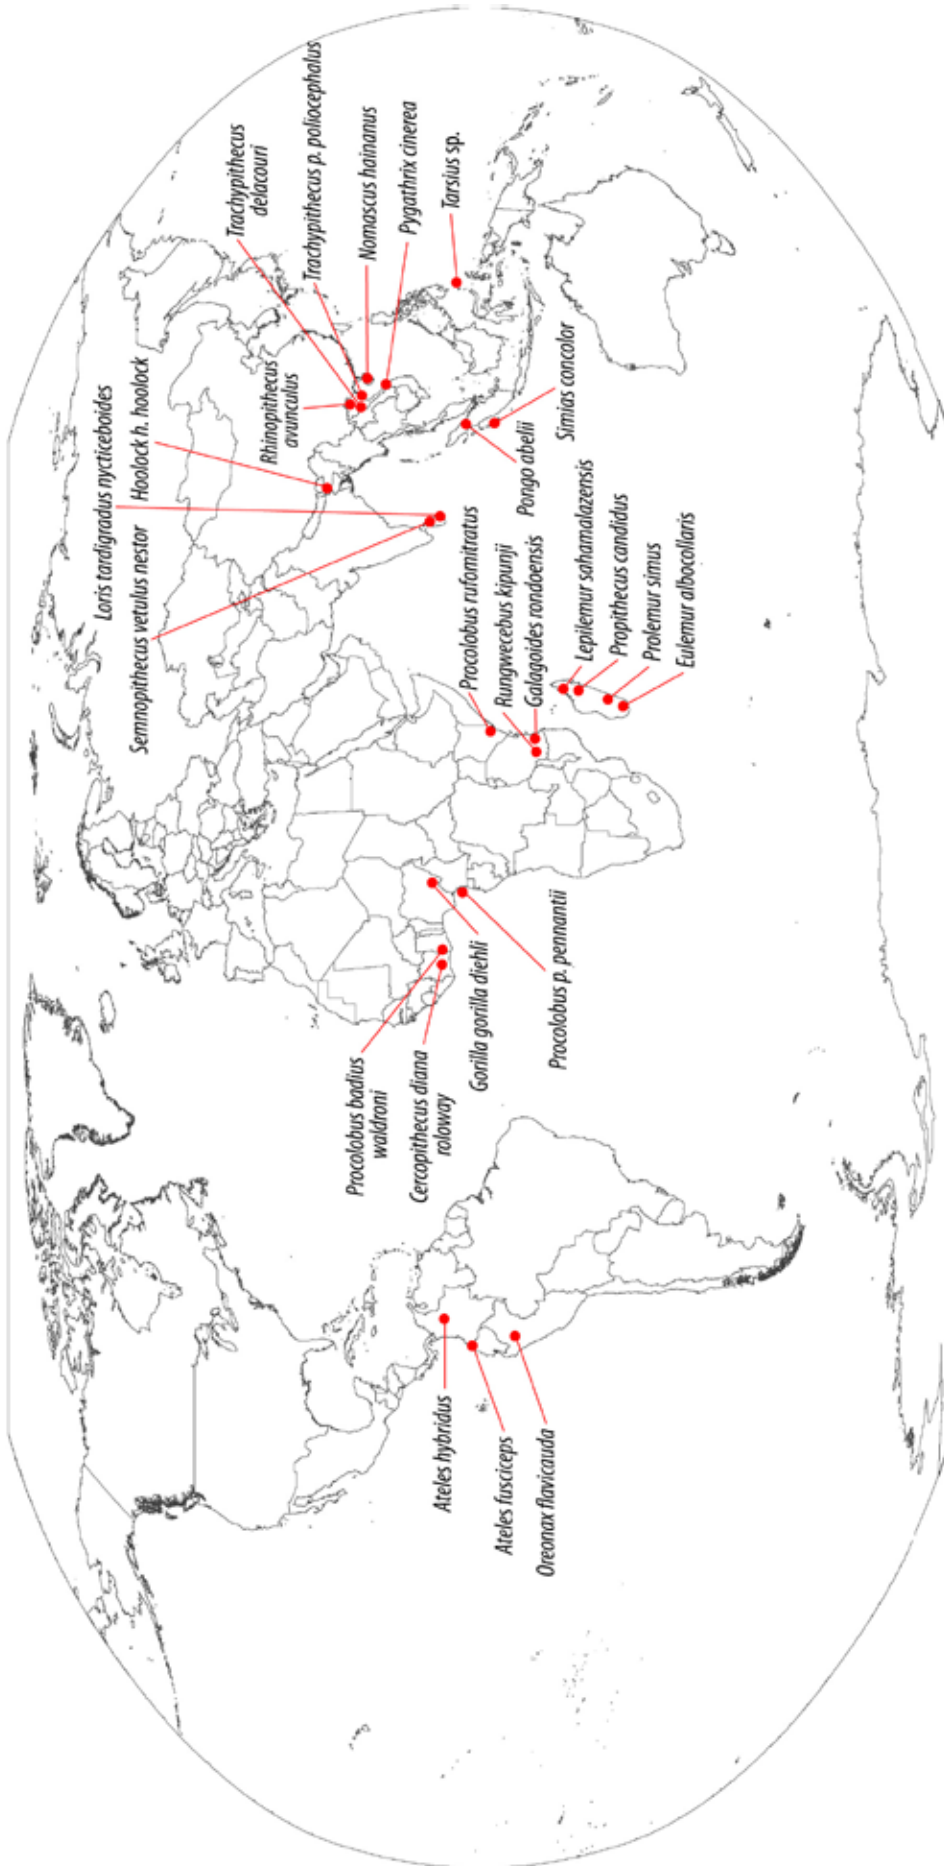 Ateles hybridus
Ateles fusciceps
Oreonax flavicauda
Procolobus badius
waldroni
Cercopithecus diana
roloway
Gorilla gorilla diehli
Procolobus p. pennantii
Semnopithecus vetulus nestor
Loris tardigradus nycticeboides
Hoolock h. hoolock
Rhinopithecus
avunculus
Trachypithecus
delacouri
Trachypithecus p. poliocephalus
Nomascus hainanus
Pygathrix cinerea
Tarsius sp.
Simias concolor
Pongo abelii
Procolobus rufomitratus
Rungwecebus kipunji
Galagoides rondoensis
Lepilemur sahamalazensis
Propithecus candidus
Prolemur simus
Eulemur albocollaris